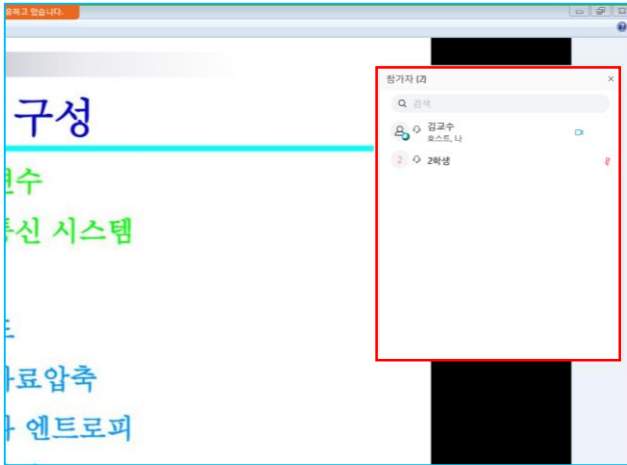 유하고 있습니다.
구성
변수
통신 시스템
자료압축
엔트로피
참가자 (2)
검색
김교수
호스트, 나
2 2학생